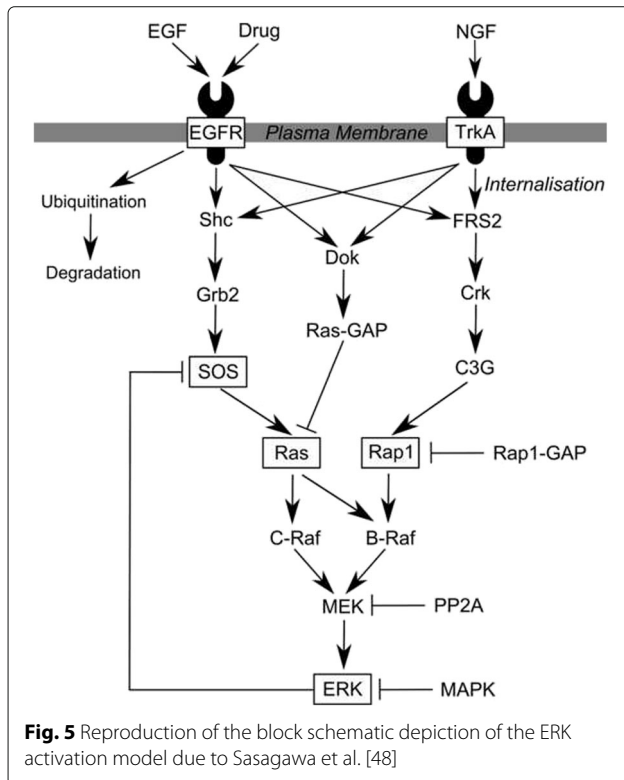 EGF Drug NGF
EGFR Plasma Membrane TrkA
Internalisation
Ubiquitination
Shc FRS2
Dok
Degradation
Grb2 Crk
Ras-GAP
SOS C3G
Ras Rap1 Rap1-GAP
C-Raf B-Raf
MEK PP2A
ERK MAPK
Fig. 5 Reproduction of the block schematic depiction of the ERK
activation model due to Sasagawa et al. [48]